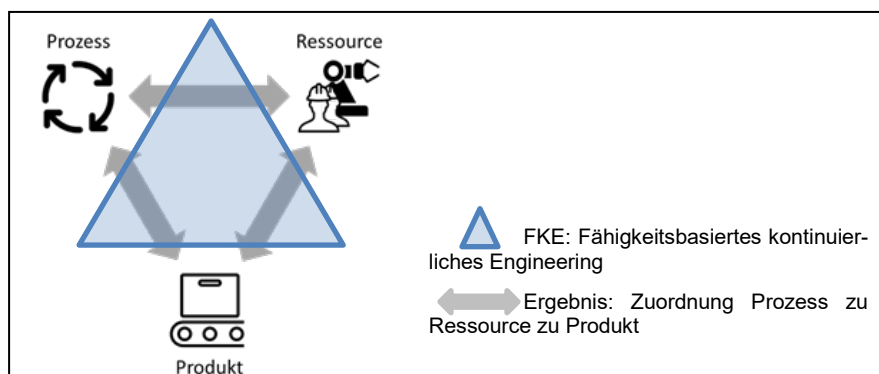 Prozess
Ressource
FKE: Fähigkeitsbasiertes kontinuier-
liches Engineering
Ergebnis: Zuordnung Prozess zu
Ressource zu Produkt
Produkt